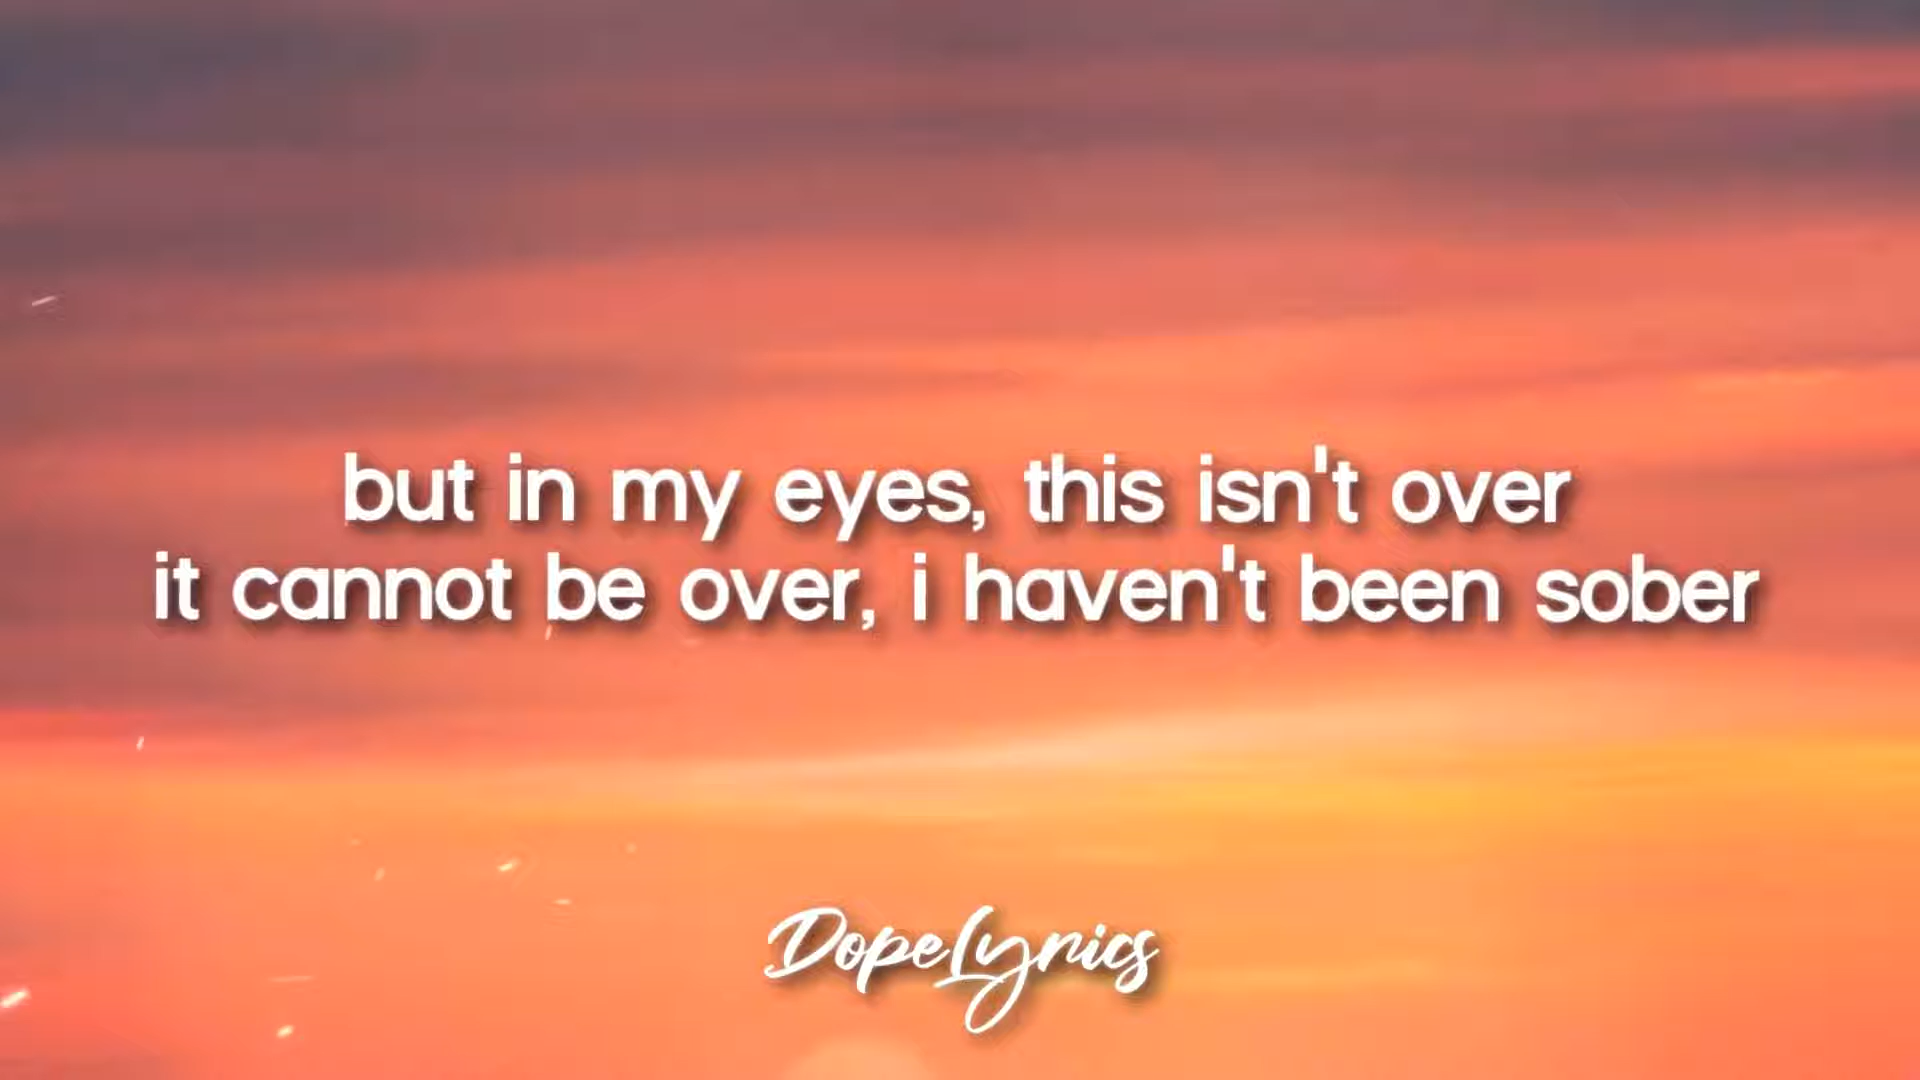 but in my eyes, this isn't over
it cannot be over, i haven't been sober
DopeLyrics